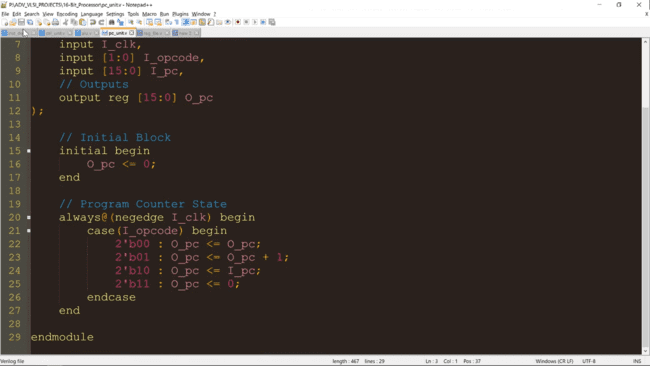 F:\ADV_VLSI_PROJECTS\16-Bit_Processor\pc_unit.v - Notepad++
File Edit Search View Encoding Language Settings Tools Macro Run Plugins Window ?
pc_unit.v
7 input I_clk,
8 input [1:0] I_opcode,
9 input [15:0] I_pc,
10 // Outputs
11 output reg [15:0] O_pc
12 );
13
14 // Initial Block
15 initial begin
16 O_pc <= 0;
17 end
18
19 // Program Counter State
20 always@(negedge I_clk) begin
21 case(I_opcode) begin
22 2'b00 : O_pc <= O_pc;
23 2'b01 : O_pc <= O_pc + 1;
24 2'b10 : O_pc <= I_pc;
25 2'b11 : O_pc <= 0;
26 endcase
27 end
28
29 endmodule
Verilog file length : 467 lines : 29 Ln : 3 Col : 1 Pos : 37 Windows (CR LF) UTF-8 INS